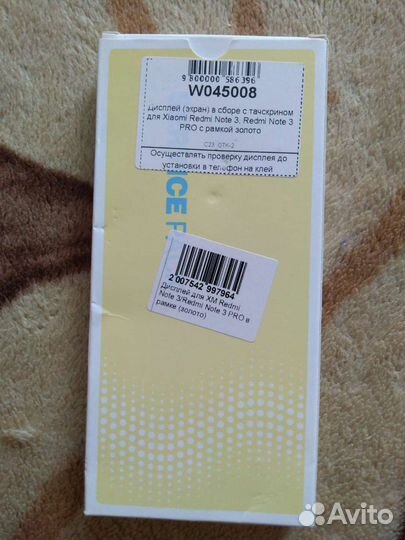 9 800000 586396
W045008
Дисплей (экран) в сборе с тачскрином
для Xiaomi Redmi Note 3, Redmi Note 3
PRO с рамкой золото
C23 ОТК-2
Осуществлять проверку дисплея до
установки в телефон на клей
ICE
2 007542 997964
Дисплей для XM Redmi
Note 3/Redmi Note 3 PRO в
рамке (золото)
Avito